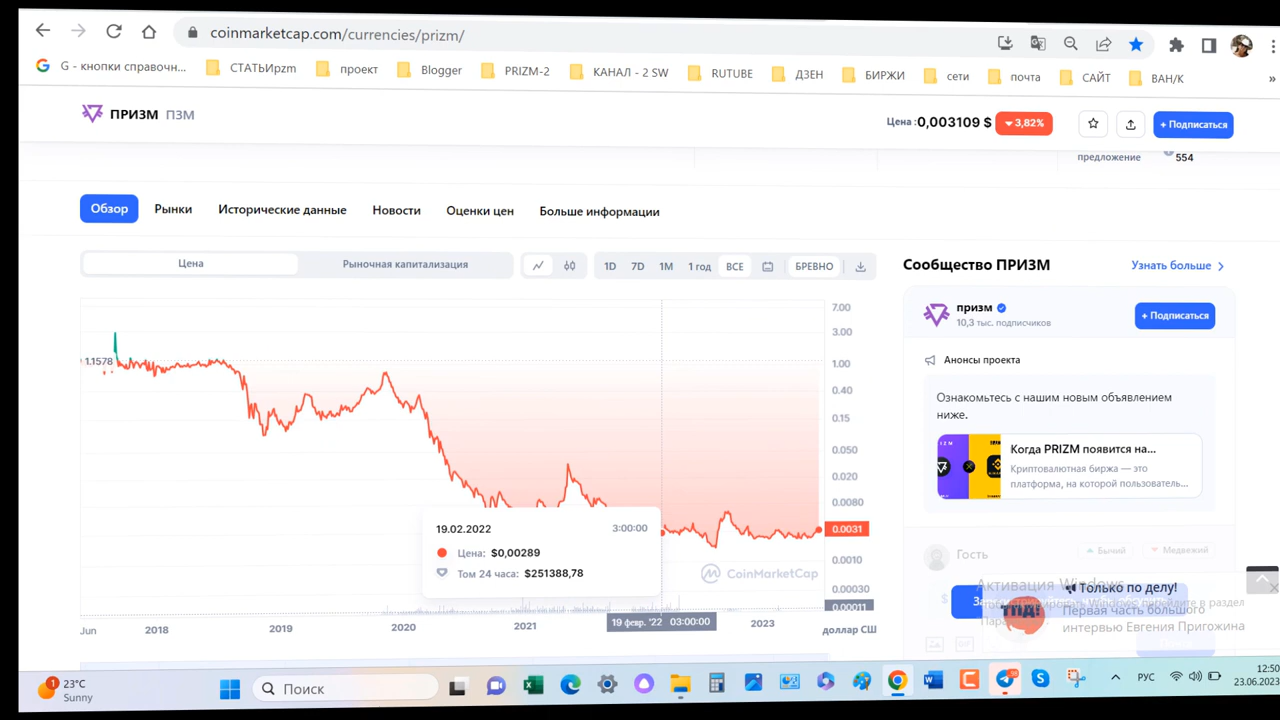 coinmarketcap.com/currencies/prizm/
G - кнопки справочн...
СТАТЬИpzm
проект
Blogger
PRIZM-2
КАНАЛ - 2 SW
RUTUBE
ДЗЕН
БИРЖИ
сети
почта
САЙТ
ВАН/К
»
ПРИЗМ ПЗМ
Цена :0,003109 $ 3,82%
+ Подписаться
предложение 554
Обзор Рынки Исторические данные Новости Оценки цен Больше информации
Цена Рыночная капитализация 1D 7D 1М 1 год ВСЕ БРЕВНО
Сообщество ПРИЗМ
Узнать больше
призм
10,3 тыс. подписчиков
+ Подписаться
Анонсы проекта
Ознакомьтесь с нашим новым объявлением
ниже.
Когда PRIZM появится на...
Криптовалютная биржа — это
платформа, на которой пользователь...
Гость
Бычий
Медвежий
1.1578
7.00
3.00
1.00
0.40
0.15
0.050
0.020
0.0080
0.0031
0.0010
0.00030
0.00011
доллар СШ
19.02.2022 3:00:00
Цена: $0,00289
Том 24 часа: $251388,78
CoinMarketCap
Jun 2018 2019 2020 2021 19 февр. '22 03:00:00 2023
Активация Windows
Только по делу!
Первая часть большого
интервью Евгения Пригожина
23°C
Sunny
1
Поиск
РУС
12:50
23.06.2023